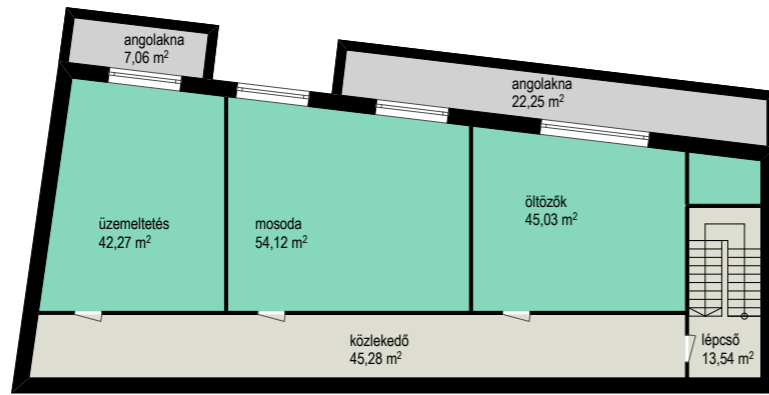 angolakna
7,06 m²
angolakna
22,25 m²
üzemeltetés
42,27 m²
mosoda
54,12 m²
öltözők
45,03 m²
közlekedő
45,28 m²
lépcső
13,54 m²